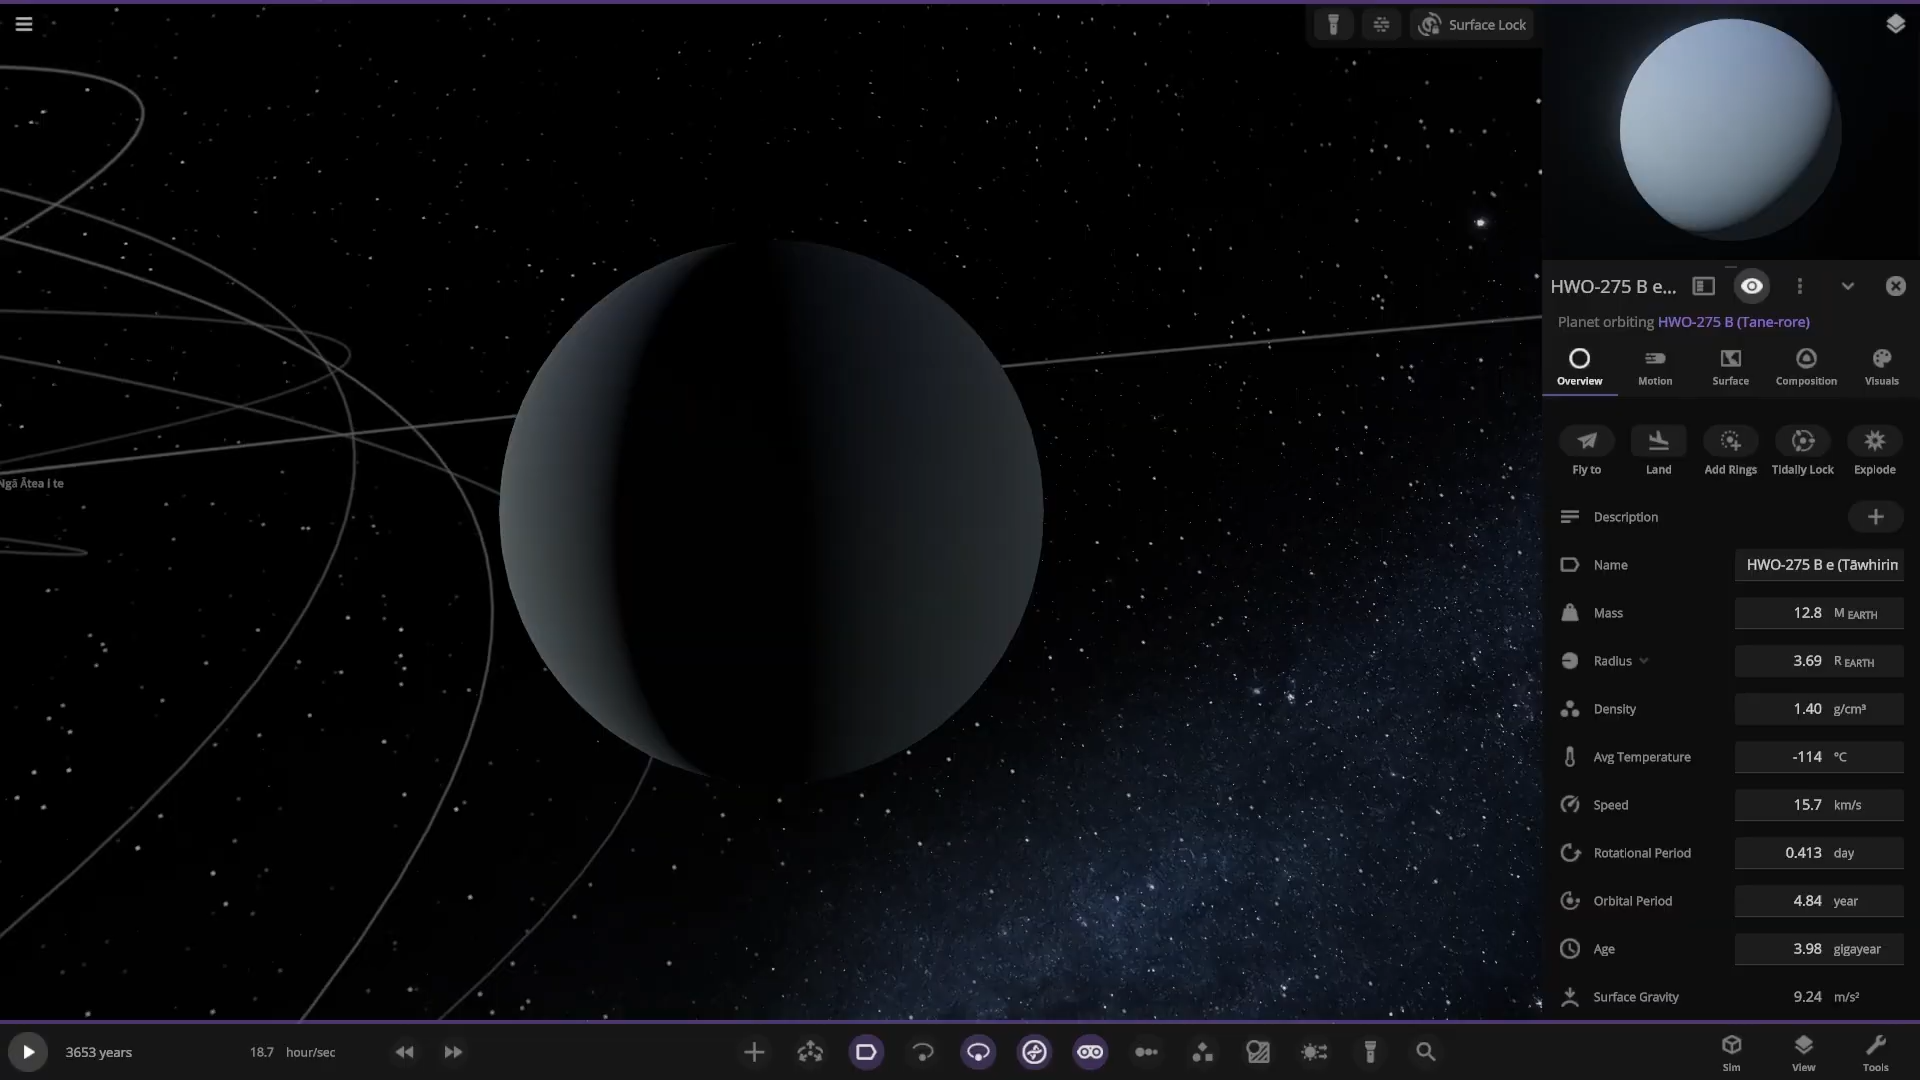 Surface Lock
HWO-275 B e...
Planet orbiting HWO-275 B (Tane-rore)
Overview
Motion
Surface
Composition
Visuals
Fly to
Land
Add Rings
Tidally Lock
Explode
Description
Name HWO-275 B e (Tāwhirin
Mass 12.8 M EARTH
Radius 3.69 R EARTH
Density 1.40 g/cm³
Avg Temperature -114 °C
Speed 15.7 km/s
Rotational Period 0.413 day
Orbital Period 4.84 year
Age 3.98 gigayear
Surface Gravity 9.24 m/s²
Ngā Ātea i te
3653 years
18.7 hour/sec
Sim
View
Tools